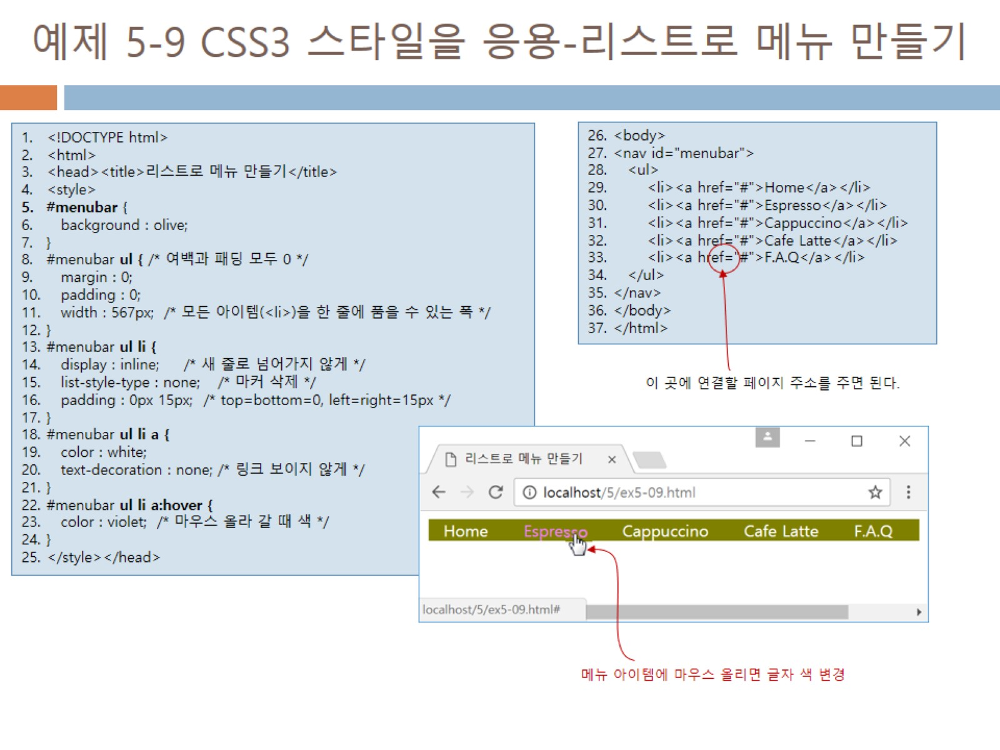 예제 5-9 CSS3 스타일을 응용-리스트로 메뉴 만들기
1. <!DOCTYPE html>
2. <html>
3. <head><title>리스트로 메뉴 만들기</title>
4. <style>
5. #menubar {
6. background : olive;
7. }
8. #menubar ul { /* 여백과 패딩 모두 0 */
9. margin : 0;
10. padding : 0;
11. width : 567px; /* 모든 아이템(<li>)을 한 줄에 품을 수 있는 폭 */
12. }
13. #menubar ul li {
14. display : inline; /* 새 줄로 넘어가지 않게 */
15. list-style-type : none; /* 마커 삭제 */
16. padding : 0px 15px; /* top=bottom=0, left=right=15px */
17. }
18. #menubar ul li a {
19. color : white;
20. text-decoration : none; /* 링크 보이지 않게 */
21. }
22. #menubar ul li a:hover {
23. color : violet; /* 마우스 올라 갈 때 색 */
24. }
25. </style></head>
26. <body>
27. <nav id="menubar">
28. <ul>
29. <li><a href="#">Home</a></li>
30. <li><a href="#">Espresso</a></li>
31. <li><a href="#">Cappuccino</a></li>
32. <li><a href="#">Cafe Latte</a></li>
33. <li><a href="#">F.A.Q</a></li>
34. </ul>
35. </nav>
36. </body>
37. </html>
이 곳에 연결할 페이지 주소를 주면 된다.
리스트로 메뉴 만들기
localhost/5/ex5-09.html
Home Espresso Cappuccino Cafe Latte F.A.Q
localhost/5/ex5-09.html#
메뉴 아이템에 마우스 올리면 글자 색 변경